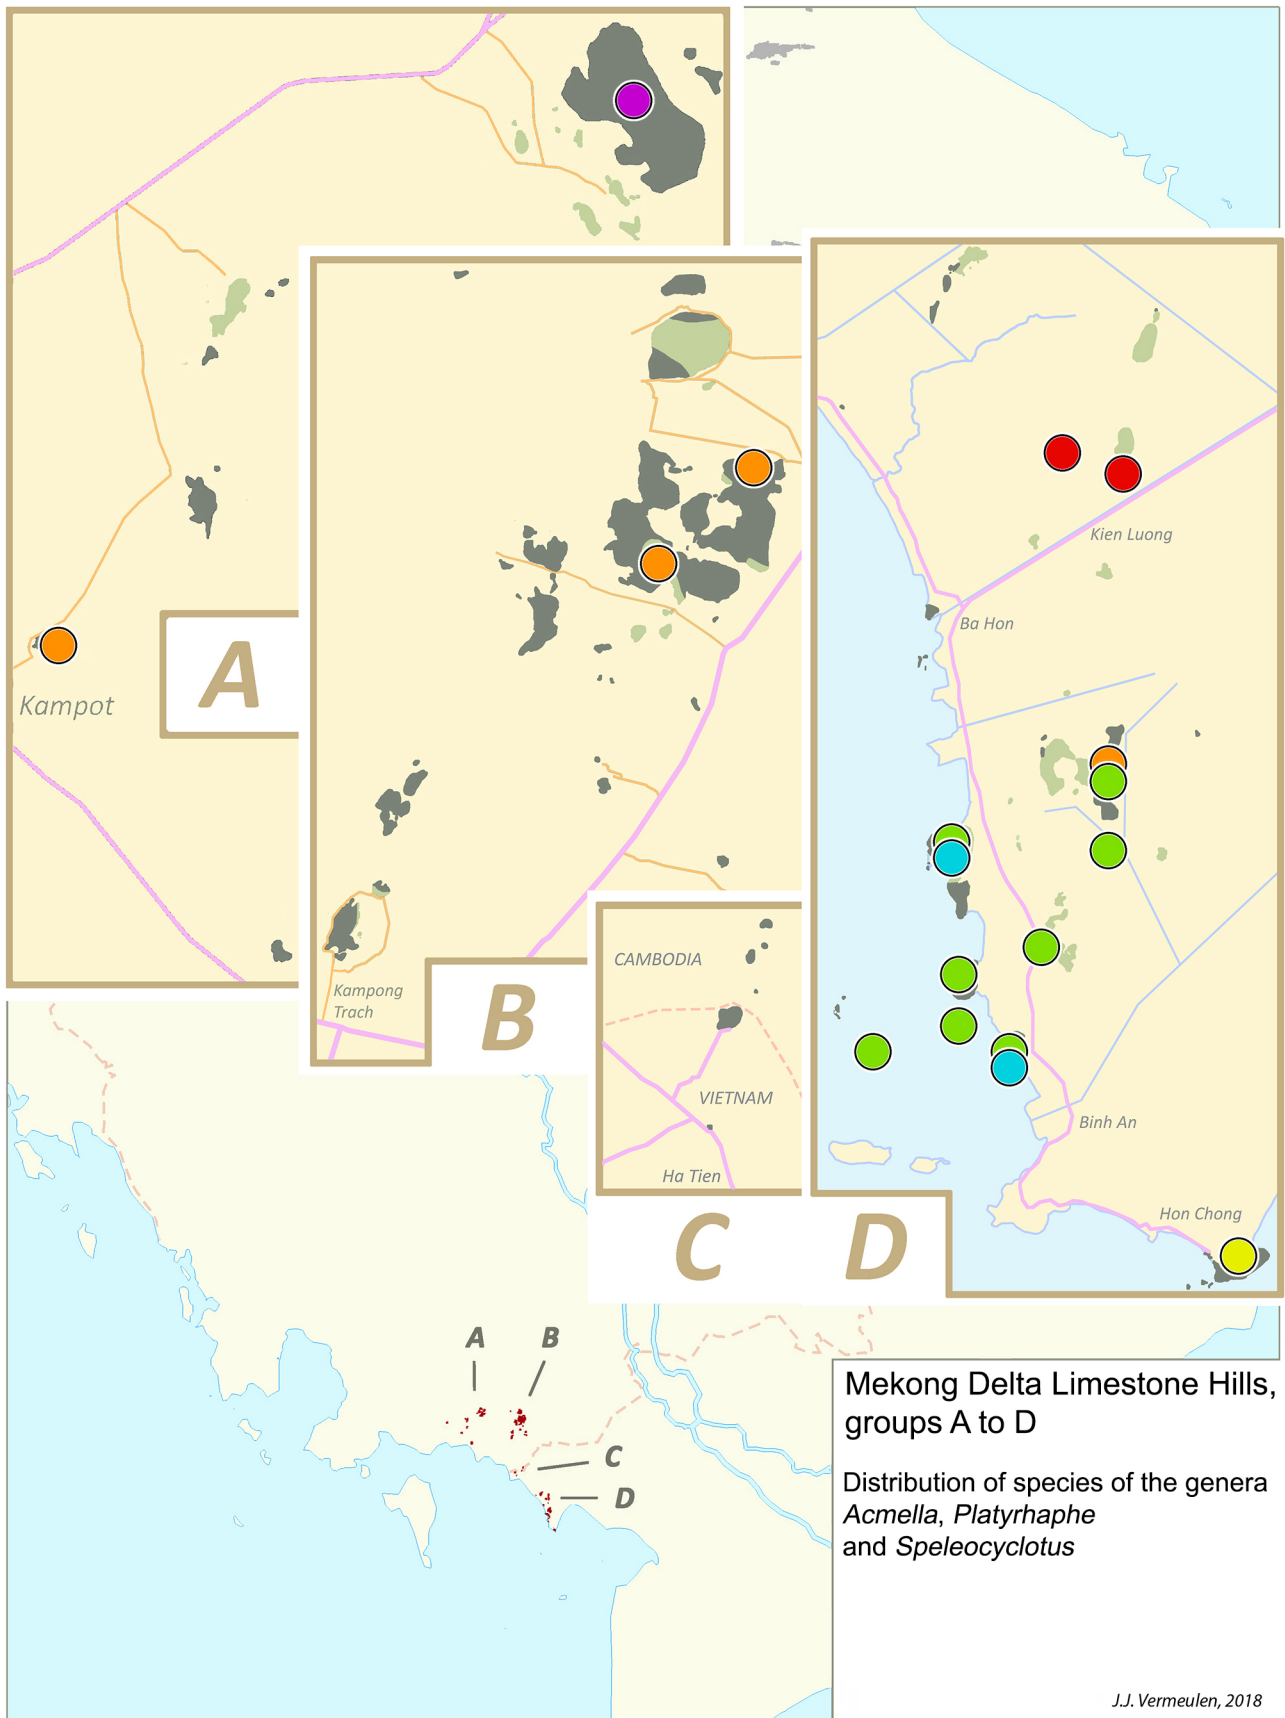 A
Kampot
B
Kampong
Trach
CAMBODIA
VIETNAM
Ha Tien
C
D
Kien Luong
Ba Hon
Binh An
Hon Chong
A
B
C
D
Mekong Delta Limestone Hills,
groups A to D
Distribution of species of the genera
Acmella, Platyrhaphe
and Speleocyclotus
J.J. Vermeulen, 2018